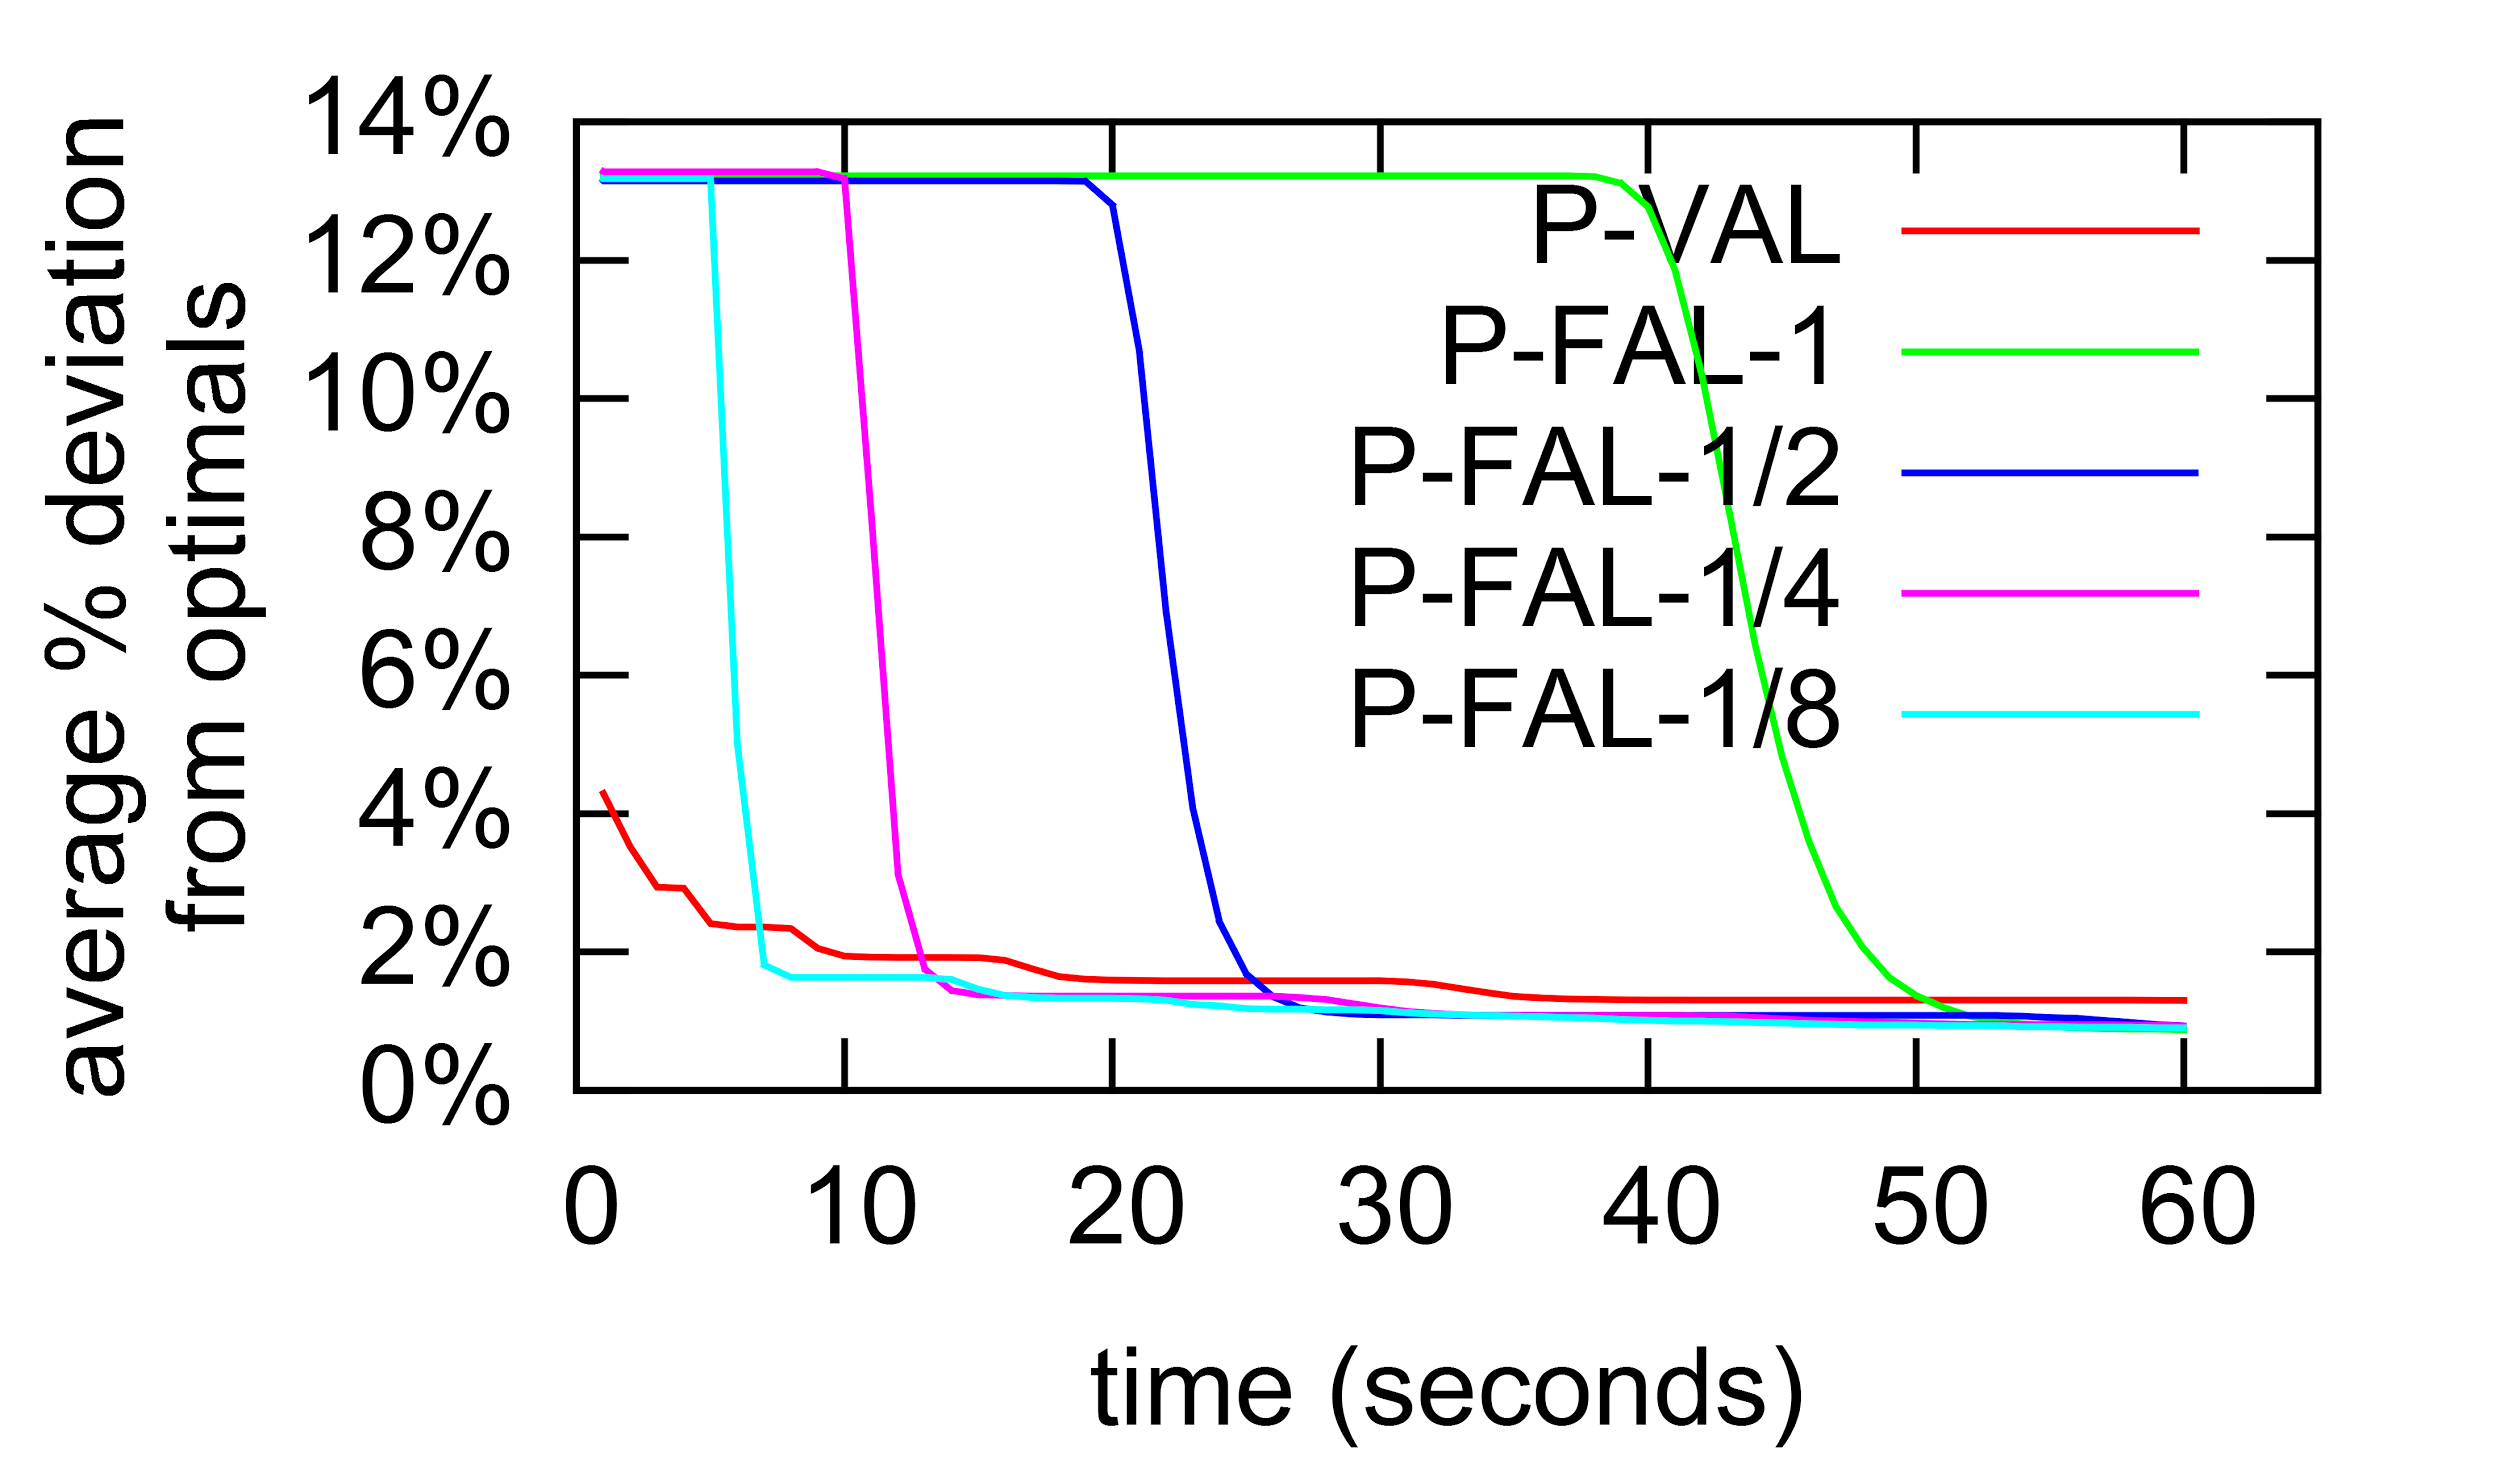 average % deviation
from optimals
14%
12%
10%
8%
6%
4%
2%
0%
P-VAL
P-FAL-1
P-FAL-1/2
P-FAL-1/4
P-FAL-1/8
0 10 20 30 40 50 60
time (seconds)